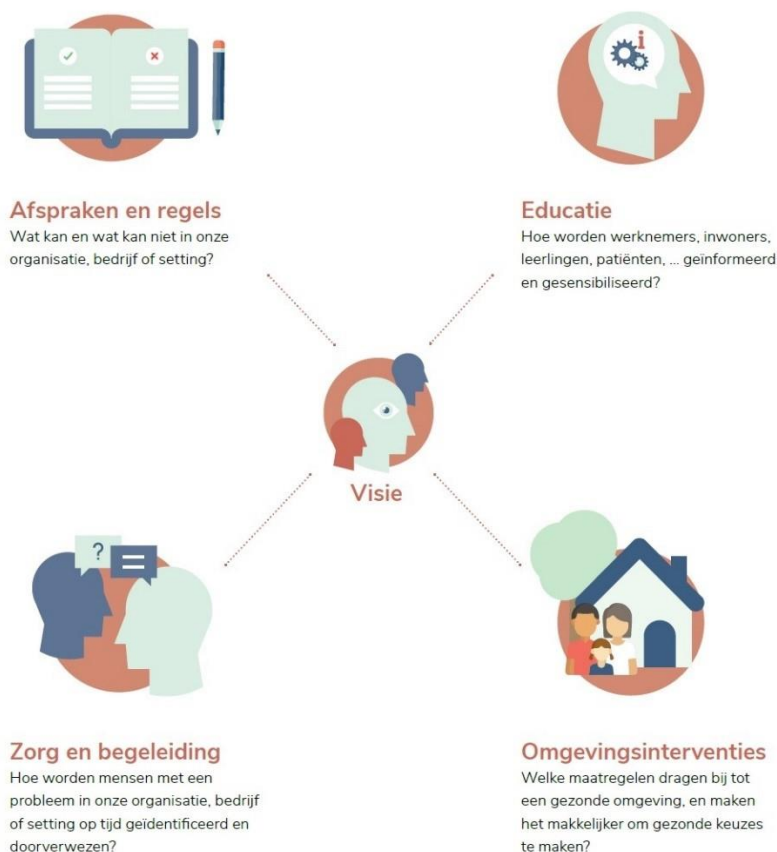 Afspraken en regels
Wat kan en wat kan niet in onze
organisatie, bedrijf of setting?
Educatie
Hoe worden werknemers, inwoners,
leerlingen, patiënten, ... geïnformeerd
en gesensibiliseerd?
i
Visie
?
=
Zorg en begeleiding
Hoe worden mensen met een
probleem in onze organisatie, bedrijf
of setting op tijd geïdentificeerd en
doorverwezen?
Omgevingsinterventies
Welke maatregelen dragen bij tot
een gezonde omgeving, en maken
het makkelijker om gezonde keuzes
te maken?